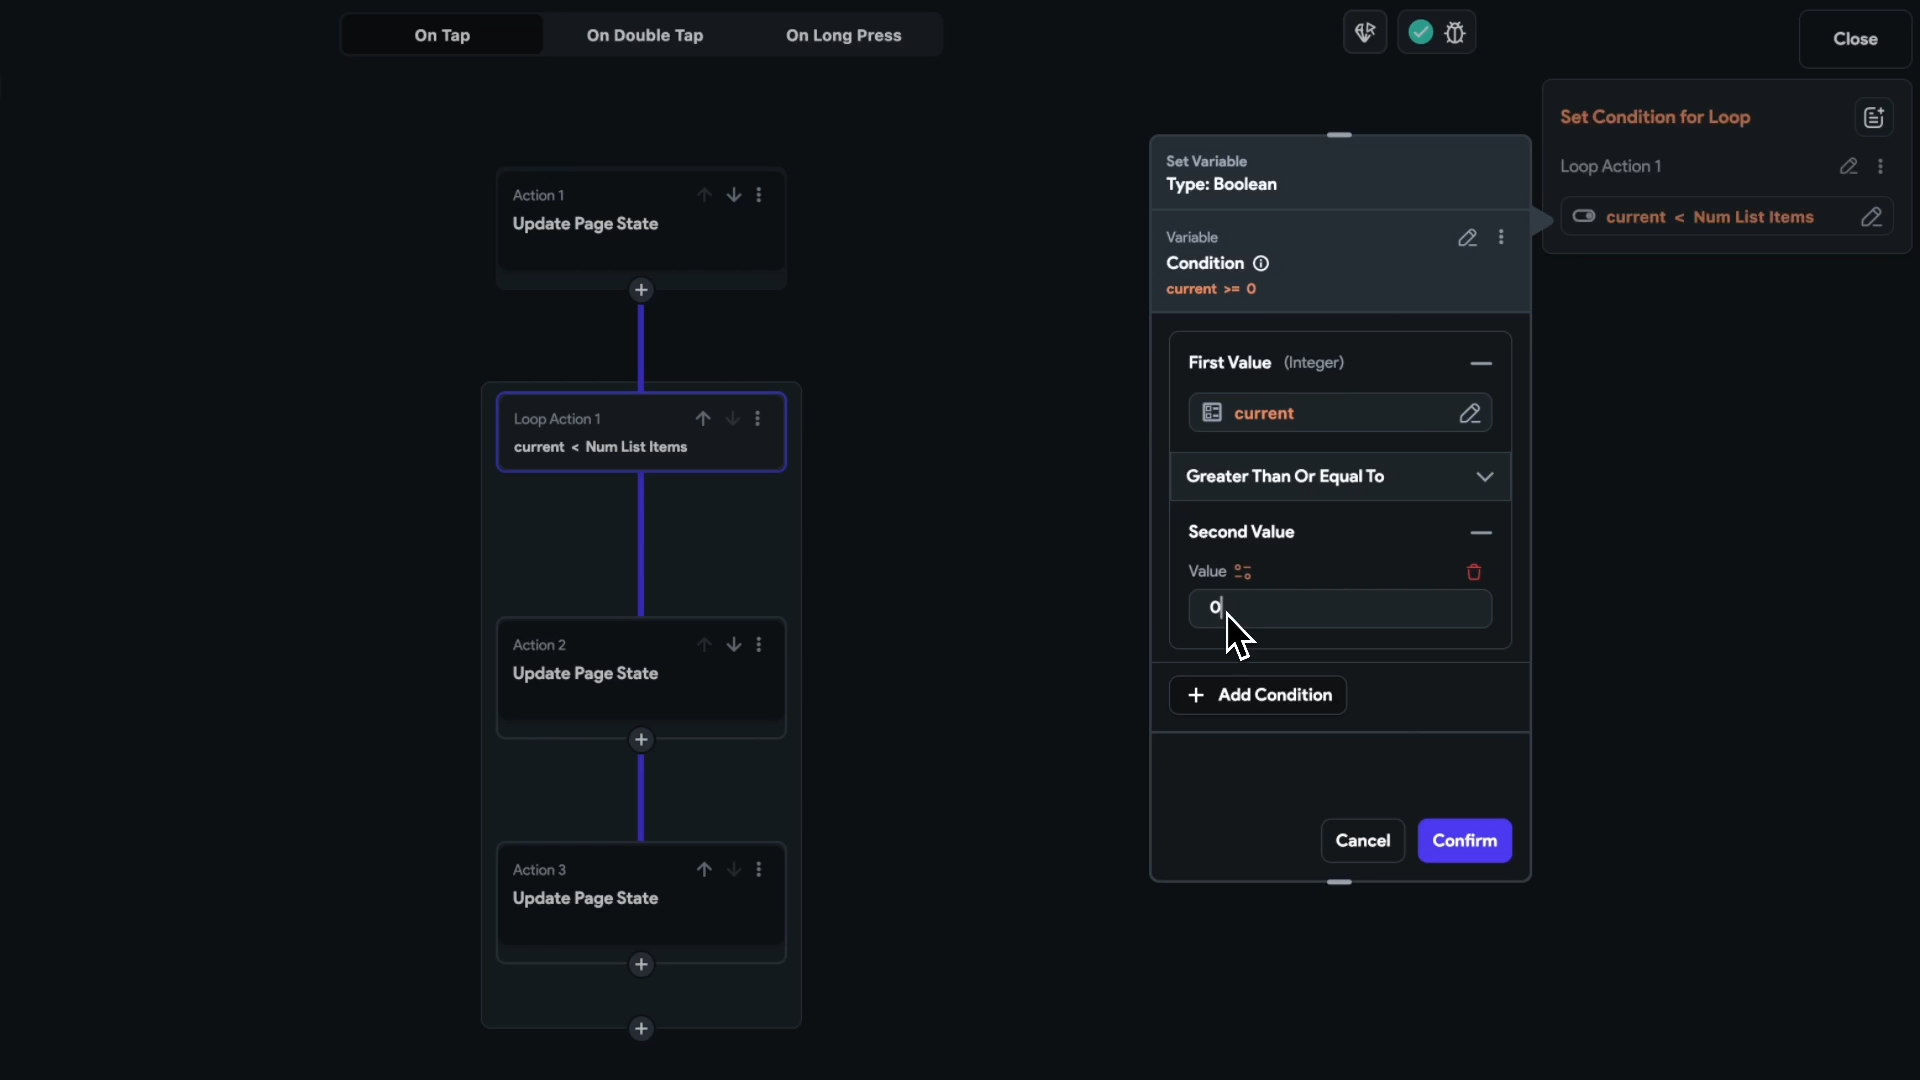 On Tap
On Double Tap
On Long Press
Close
Action 1
Update Page State
Loop Action 1
current < Num List Items
Action 2
Update Page State
Action 3
Update Page State
Set Variable
Type: Boolean
Variable
Condition
current >= 0
First Value (Integer)
current
Greater Than Or Equal To
Second Value
Value
0
Add Condition
Cancel
Confirm
Set Condition for Loop
Loop Action 1
current < Num List Items